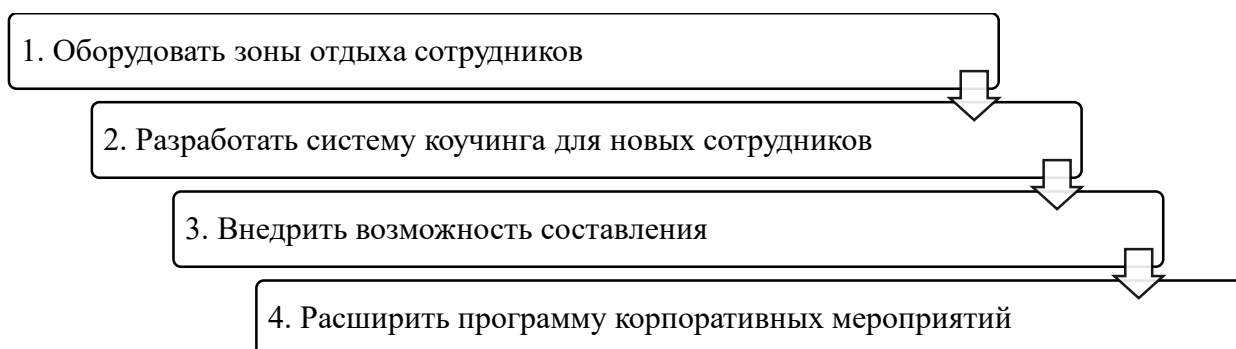 1. Оборудовать зоны отдыха сотрудников
2. Разработать систему коучинга для новых сотрудников
3. Внедрить возможность составления
4. Расширить программу корпоративных мероприятий